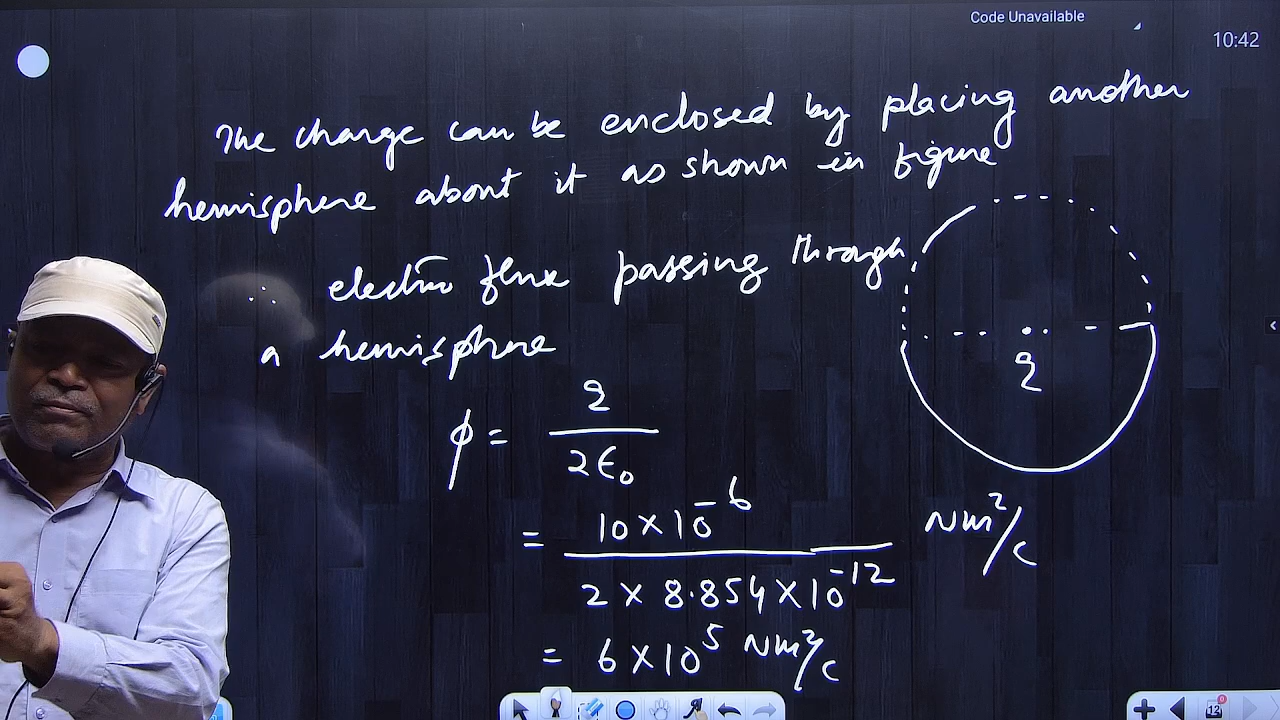 Code Unavailable
10:42
The charge can be enclosed by placing another
hemisphere about it as shown in figure
∴ electric flux passing through
a hemisphere
q
ϕ = q / 2ϵ₀
= 10 × 10⁻⁶ / 2 × 8.854 × 10⁻¹² Nm²/C
= 6 × 10⁵ Nm²/C
12